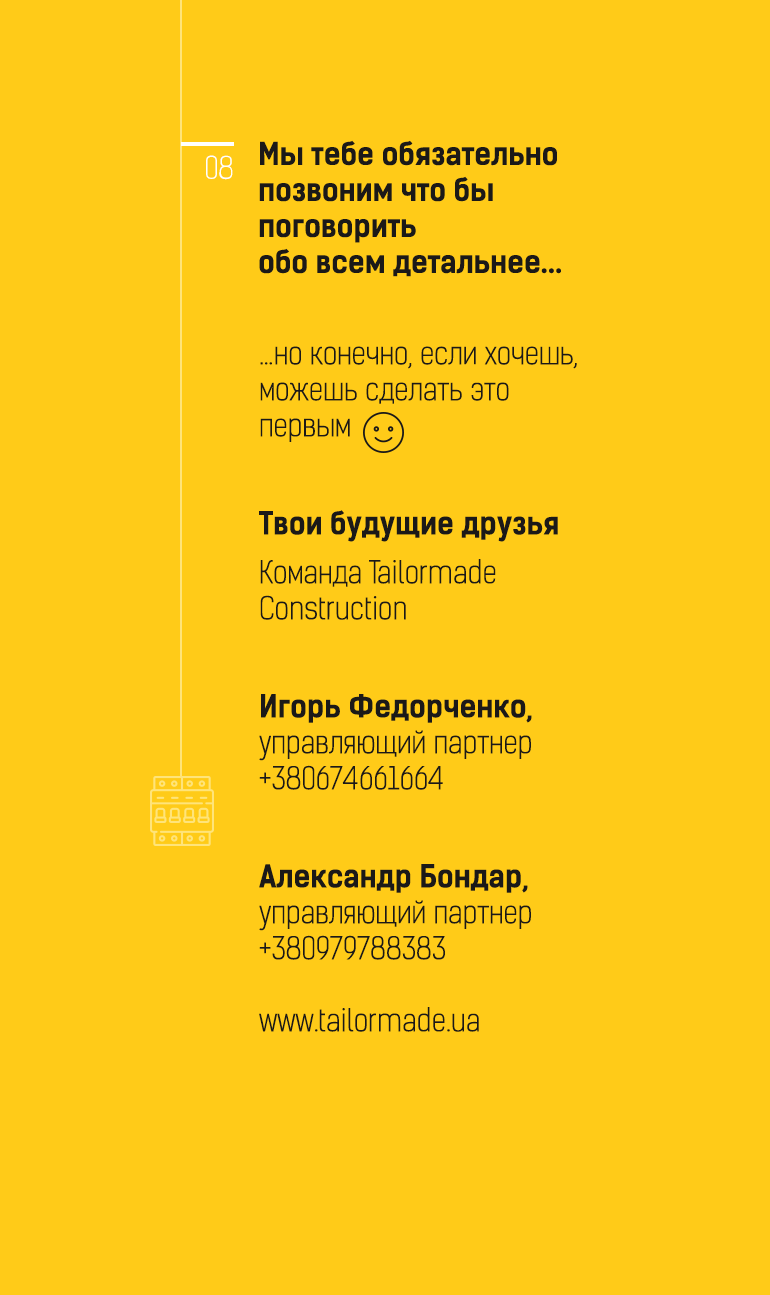 08
Мы тебе обязательно
позвоним что бы
поговорить
обо всем детальнее...
...но конечно, если хочешь,
можешь сделать это
первым
Твои будущие друзья
Команда Tailormade
Construction
Игорь Федорченко,
управляющий партнер
+380674661664
Александр Бондар,
управляющий партнер
+380979788383
www.tailormade.ua